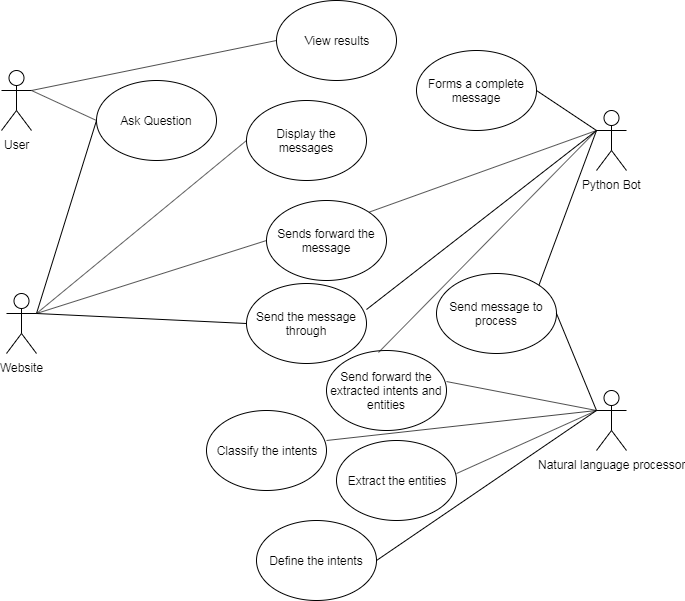 View results
Forms a complete
message
Ask Question
Display the
messages
User
Python Bot
Sends forward the
message
Send the message
through
Send message to
process
Website
Send forward the
extracted intents and
entities
Classify the intents
Natural language processor
Extract the entities
Define the intents